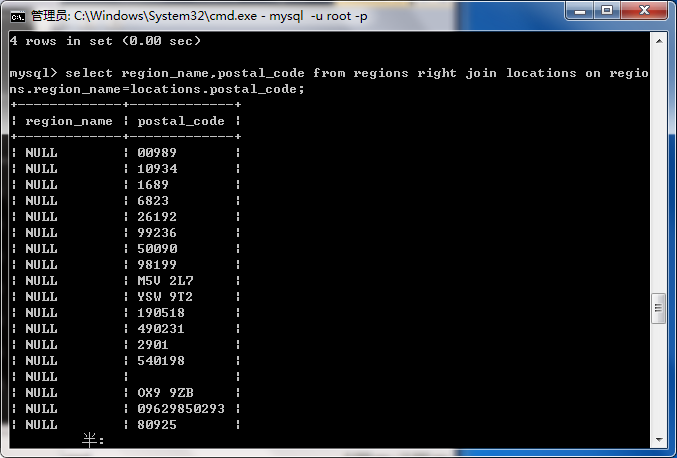 管理员: C:\Windows\System32\cmd.exe - mysql  -u root -p
4 rows in set (0.00 sec)
mysql> select region_name,postal_code from regions right join locations on regio
ns.region_name=locations.postal_code;
+-------------+-------------+
| region_name | postal_code |
+-------------+-------------+
| NULL        | 00989       |
| NULL        | 10934       |
| NULL        | 1689        |
| NULL        | 6823        |
| NULL        | 26192       |
| NULL        | 99236       |
| NULL        | 50090       |
| NULL        | 98199       |
| NULL        | M5V 2L7     |
| NULL        | YSW 9T2     |
| NULL        | 190518      |
| NULL        | 490231      |
| NULL        | 2901        |
| NULL        | 540198      |
| NULL        |             |
| NULL        | OX9 9ZB     |
| NULL        | 09629850293 |
| NULL        | 80925       |
半: